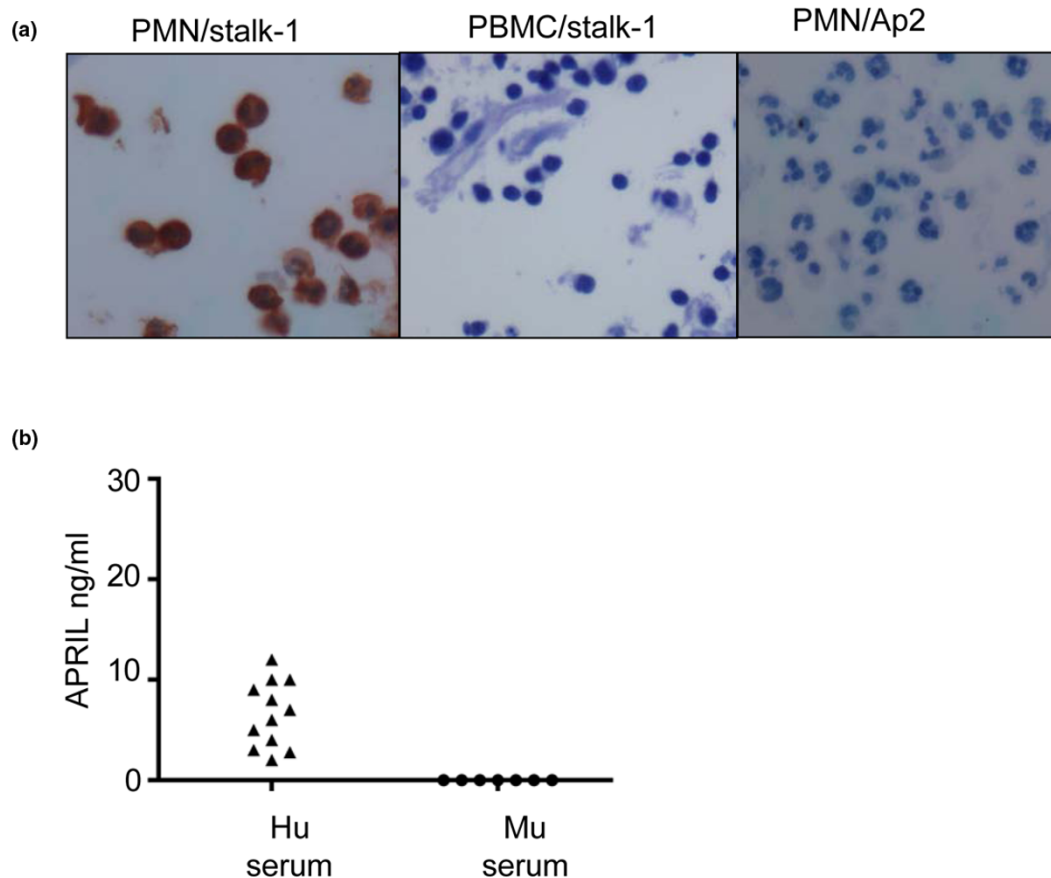 (a)
PMN/stalk-1
PBMC/stalk-1
PMN/Ap2
(b)
APRIL ng/ml
30
20
10
0
Hu
serum
Mu
serum